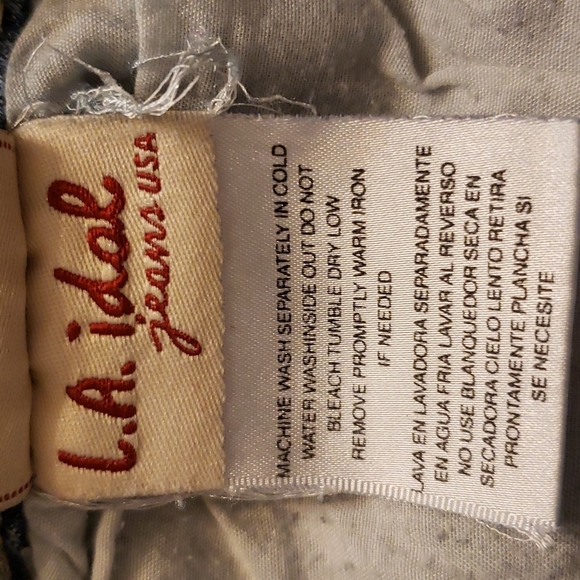 L.A. idol
jeans USA
MACHINE WASH SEPARATELY IN COLD
WATER WASHINSIDE OUT DO NOT
BLEACH TUMBLE DRY LOW
REMOVE PROMPTLY WARM IRON
IF NEEDED
LAVA EN LAVADORA SEPARADAMENTE
EN AGUA FRIA LAVAR AL REVERSO
NO USE BLANQUEDOR SECA EN
SECADORA CIELO LENTO RETIRA
PRONTAMENTE PLANCHA SI
SE NECESITE